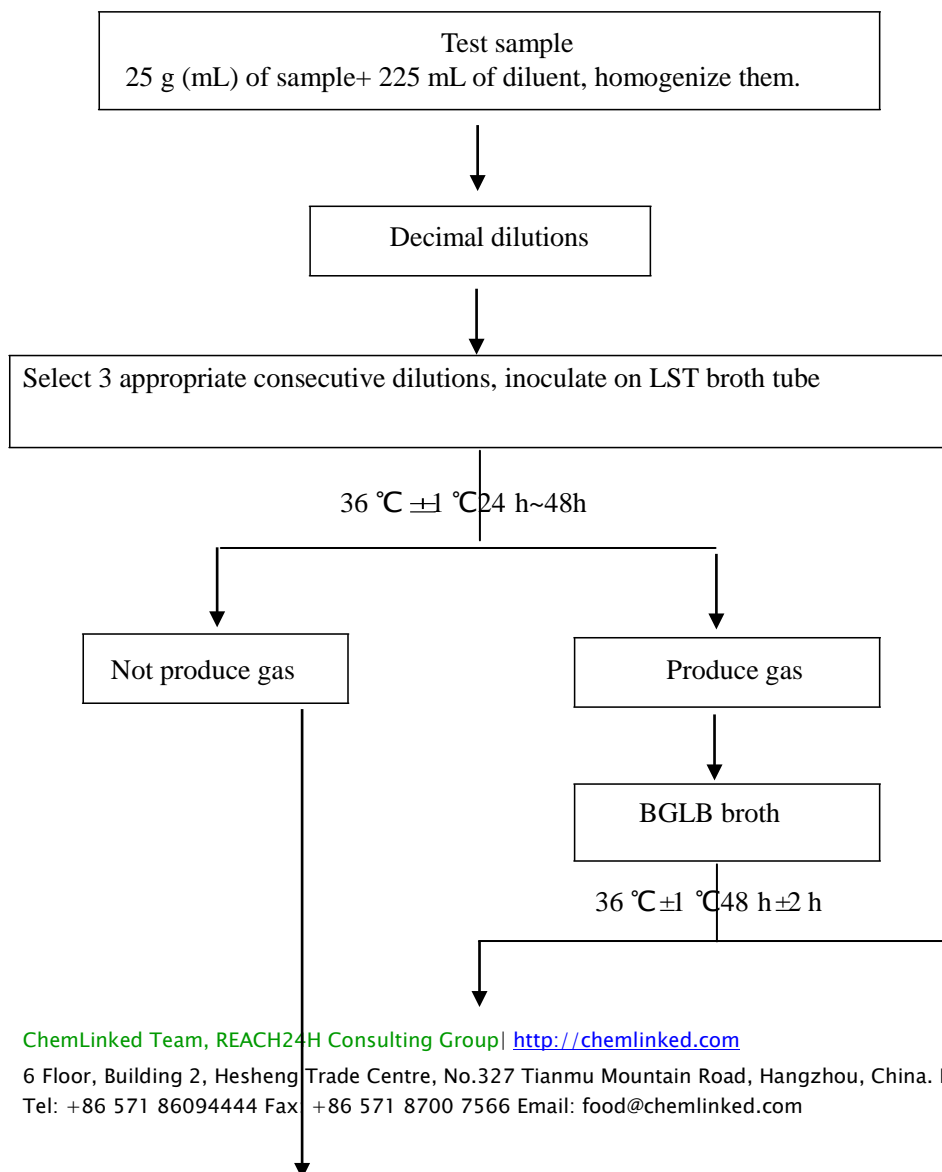 Test sample
25 g (mL) of sample+ 225 mL of diluent, homogenize them.
Decimal dilutions
Select 3 appropriate consecutive dilutions, inoculate on LST broth tube
36 ℃ ±1 ℃24 h~48h
Not produce gas
Produce gas
BGLB broth
36 ℃±1 ℃48 h±2 h
ChemLinked Team, REACH24H Consulting Group| http://chemlinked.com
6 Floor, Building 2, Hesheng Trade Centre, No.327 Tianmu Mountain Road, Hangzhou, China.
Tel: +86 571 86094444 Fax: +86 571 8700 7566 Email: food@chemlinked.com